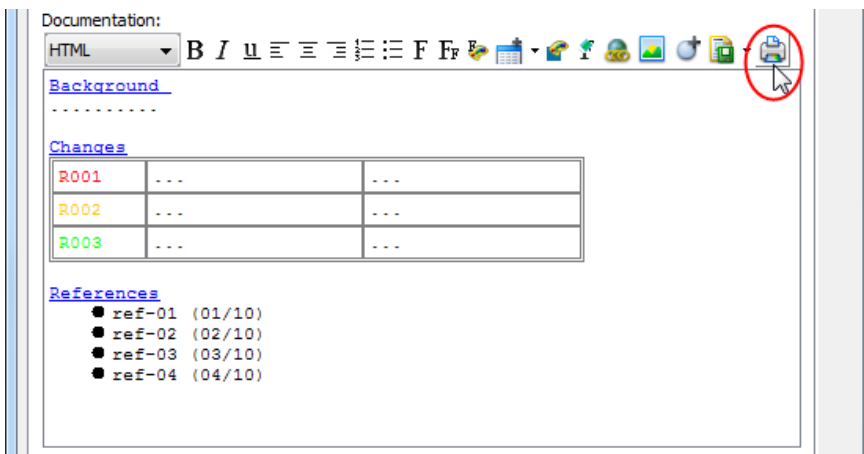 Documentation:
HTML B I u F FF
Background
..........
Changes
R001 ... ...
R002 ... ...
R003 ... ...
References
ref-01 (01/10)
ref-02 (02/10)
ref-03 (03/10)
ref-04 (04/10)